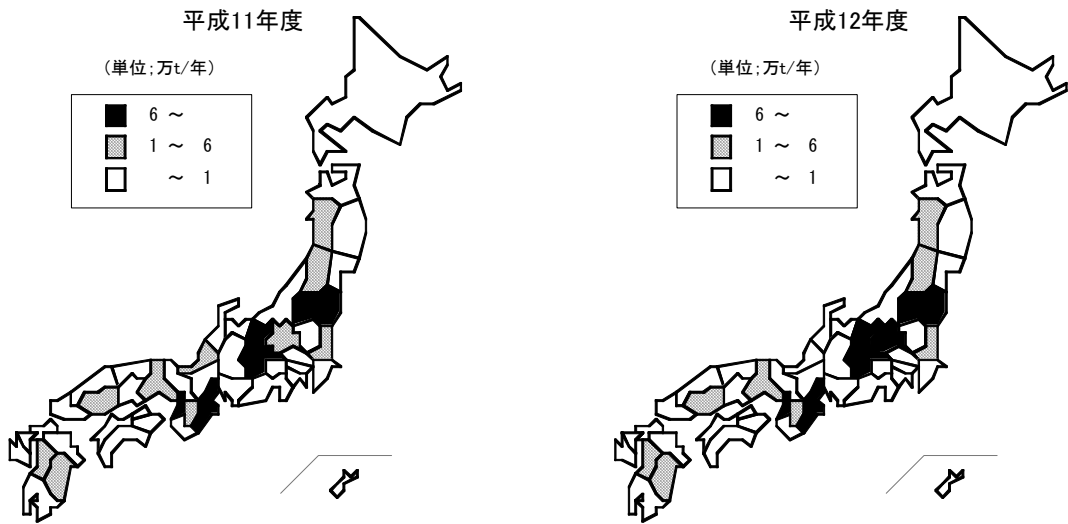 平成11年度
(単位;万t/年)
6 ～
1 ～ 6
～ 1
平成12年度
(単位;万t/年)
6 ～
1 ～ 6
～ 1